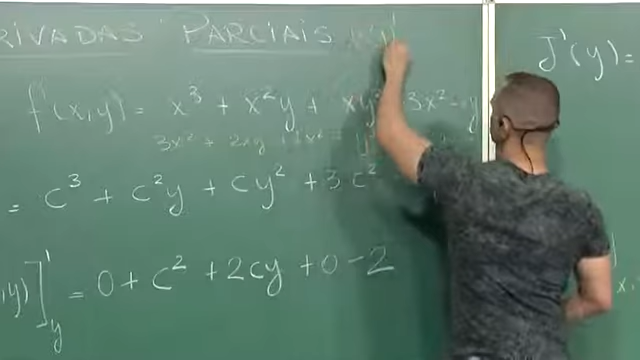 RIVADAS PARCIAIS
J'(y) =
f(x,y) = x³ + x²y + xy² 3x² - y
3x² + 2xy
= c³ + c²y + cy² + 3c²
,y)]'y = 0 + c² + 2cy + 0 - 2